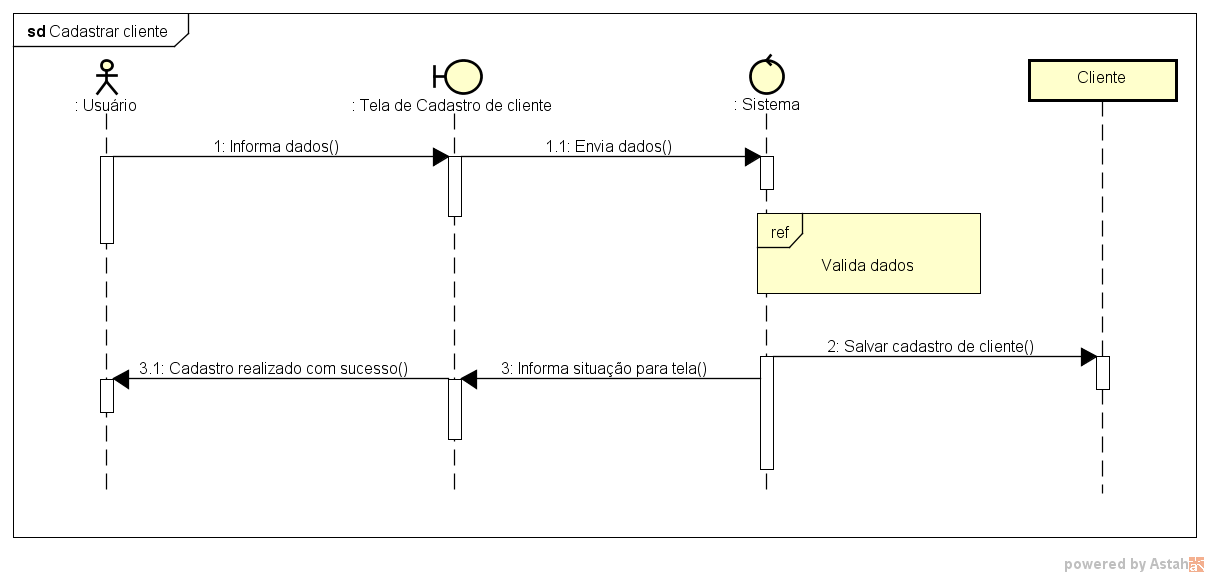 sd Cadastrar cliente
: Usuário
: Tela de Cadastro de cliente
: Sistema
Cliente
1: Informa dados()
1.1: Envia dados()
ref
Valida dados
2: Salvar cadastro de cliente()
3.1: Cadastro realizado com sucesso()
3: Informa situação para tela()
powered by Astah